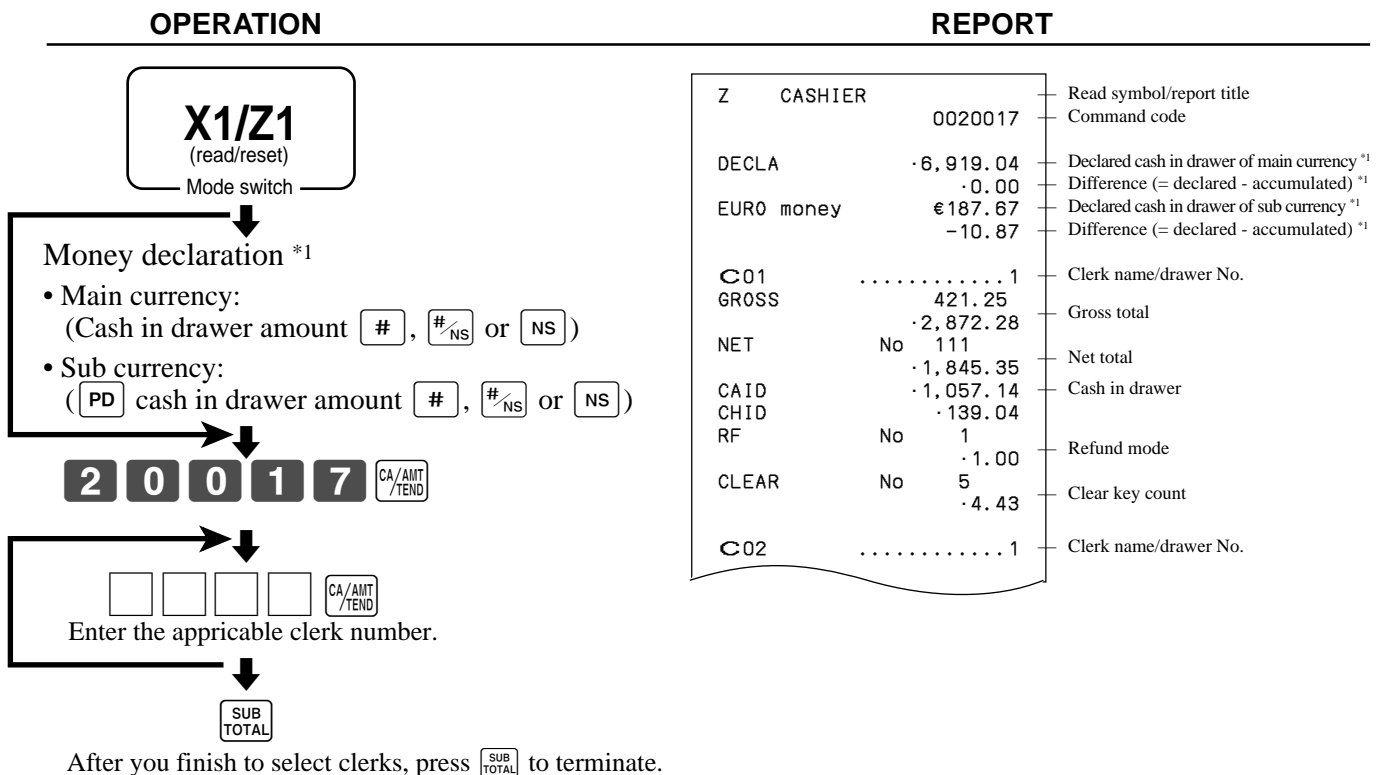 OPERATION
REPORT
X1/Z1
(read/reset)
Mode switch
Money declaration *1
• Main currency:
(Cash in drawer amount #, #/NS or NS)
• Sub currency:
(PD cash in drawer amount #, #/NS or NS)
2 0 0 1 7 CA/AMT/TEND
CA/AMT/TEND
Enter the appricable clerk number.
SUB TOTAL
After you finish to select clerks, press SUB TOTAL to terminate.
Z CASHIER Read symbol/report title
0020017 Command code
DECLA ·6,919.04 Declared cash in drawer of main currency *1
·0.00 Difference (= declared - accumulated) *1
EURO money €187.67 Declared cash in drawer of sub currency *1
-10.87 Difference (= declared - accumulated) *1
C01 ............1 Clerk name/drawer No.
GROSS 421.25
Gross total
·2,872.28
NET No 111
Net total
·1,845.35
CAID ·1,057.14 Cash in drawer
CHID ·139.04
RF No 1
Refund mode
·1.00
CLEAR No 5
Clear key count
·4.43
C02 ............1 Clerk name/drawer No.